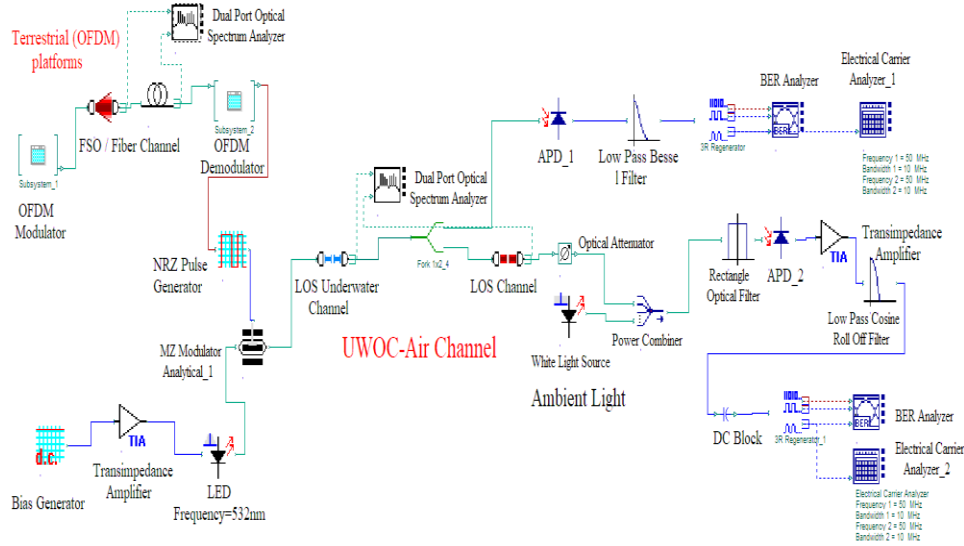 Dual Port Optical
Spectrum Analyzer
Terrestrial (OFDM)
platforms
FSO / Fiber Channel
Subsystem_1
OFDM
Modulator
Subsystem_2
OFDM
Demodulator
NRZ Pulse
Generator
MZ Modulator
Analytical_1
d.c.
Bias Generator
TIA
Transimpedance
Amplifier
LED
Frequency=532nm
LOS Underwater
Channel
Dual Port Optical
Spectrum Analyzer
Fork 1x2_4
LOS Channel
UWOC-Air Channel
Optical Attenuator
White Light Source
Ambient Light
Power Combiner
APD_1
Low Pass Besse
l Filter
3R Regenerator
BER Analyzer
BER
Electrical Carrier
Analyzer_1
Frequency 1 = 50 MHz
Bandwidth 1 = 10 MHz
Frequency 2 = 50 MHz
Bandwidth 2 = 10 MHz
Rectangle
Optical Filter
APD_2
TIA
Transimpedance
Amplifier
Low Pass Cosine
Roll Off Filter
DC Block
3R Regenerator_1
BER
BER Analyzer
Electrical Carrier
Analyzer_2
Electrical Carrier Analyzer
Frequency 1 = 50 MHz
Bandwidth 1 = 10 MHz
Frequency 2 = 50 MHz
Bandwidth 2 = 10 MHz